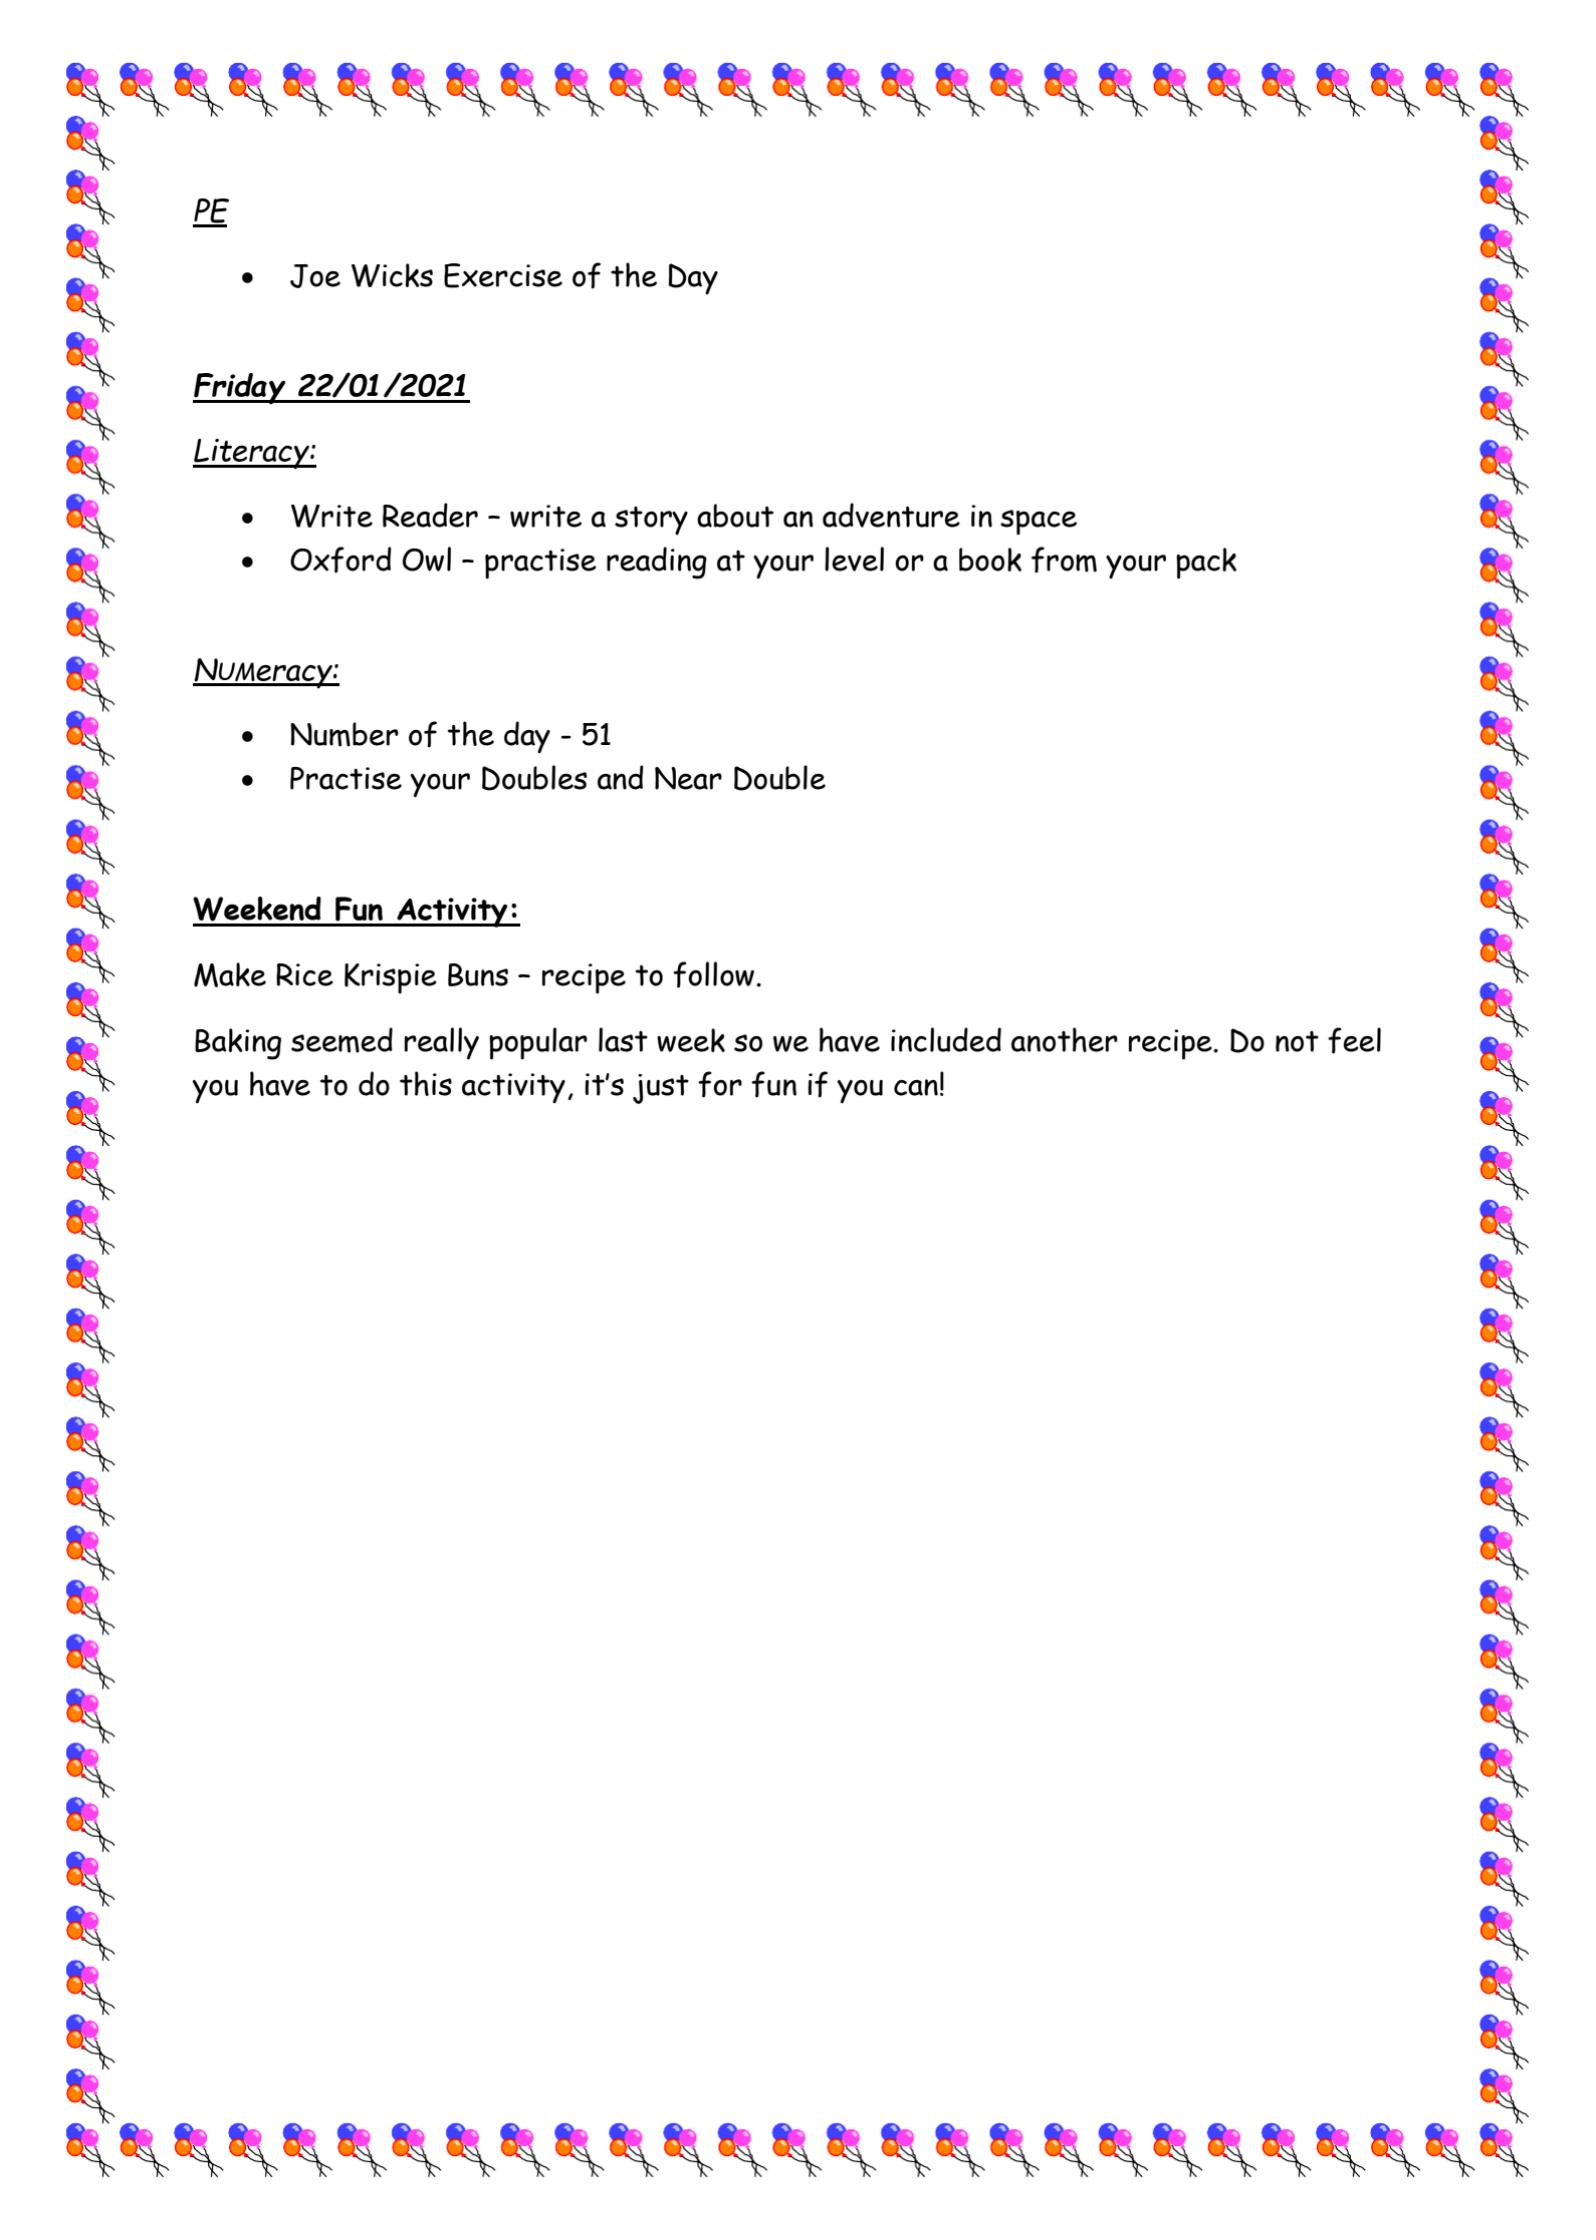 PE
• Joe Wicks Exercise of the Day
Friday 22/01/2021
Literacy:
• Write Reader – write a story about an adventure in space
• Oxford Owl – practise reading at your level or a book from your pack
NUMeracy:
• Number of the day - 51
• Practise your Doubles and Near Double
Weekend Fun Activity:
Make Rice Krispie Buns – recipe to follow.
Baking seemed really popular last week so we have included another recipe. Do not feel
you have to do this activity, it’s just for fun if you can!